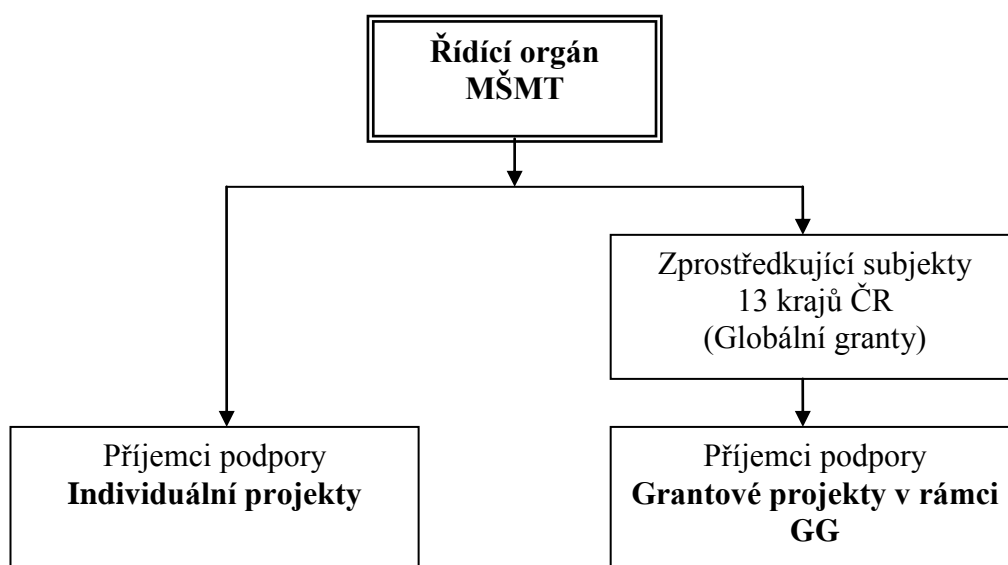 Řídící orgán
MŠMT
Zprostředkující subjekty
13 krajů ČR
(Globální granty)
Příjemci podpory
Individuální projekty
Příjemci podpory
Grantové projekty v rámci
GG